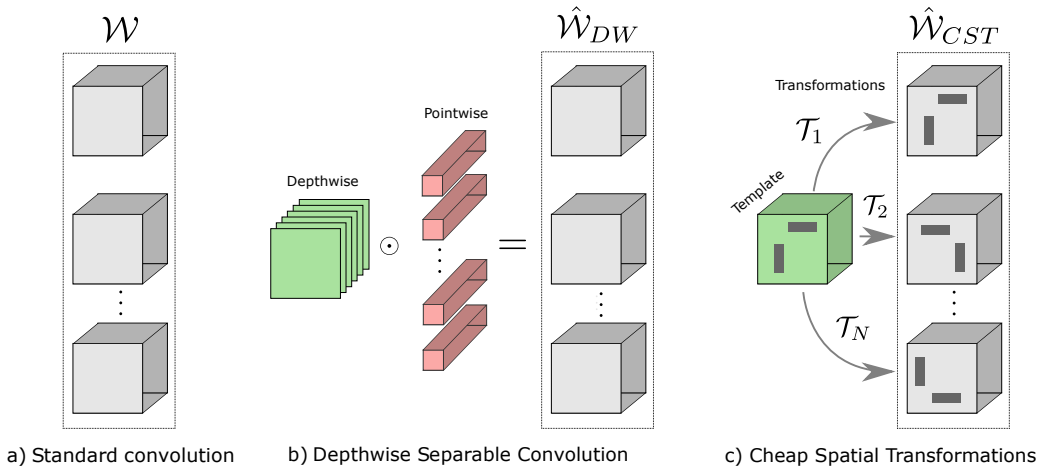 𝒲
Ŵ_DW
Ŵ_CST
Transformations
Pointwise
𝒯_1
Depthwise
Template
𝒯_2
⊙
=
⋮
⋮
⋮
⋮
𝒯_N
a) Standard convolution
b) Depthwise Separable Convolution
c) Cheap Spatial Transformations